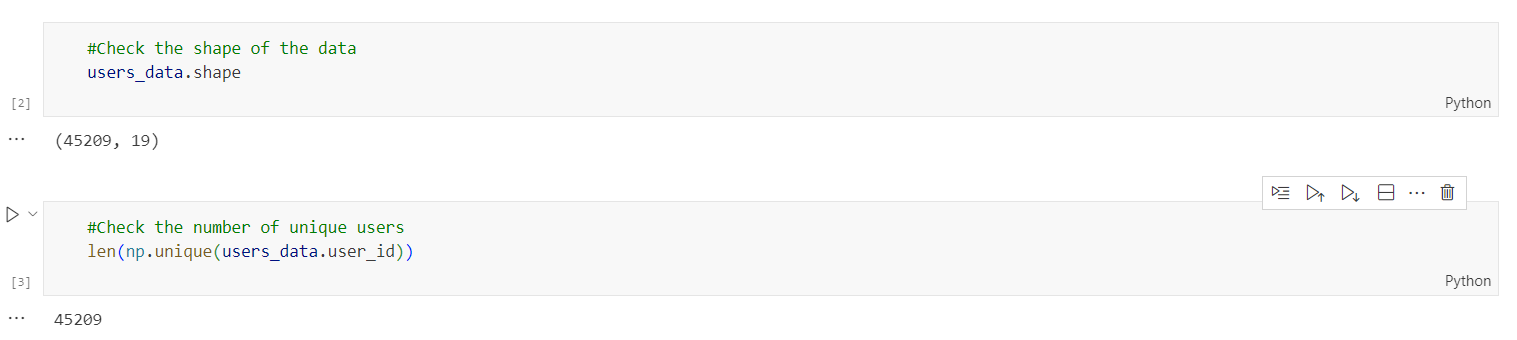 #Check the shape of the data
users_data.shape
[2]
Python
... (45209, 19)
#Check the number of unique users
len(np.unique(users_data.user_id))
[3]
Python
... 45209